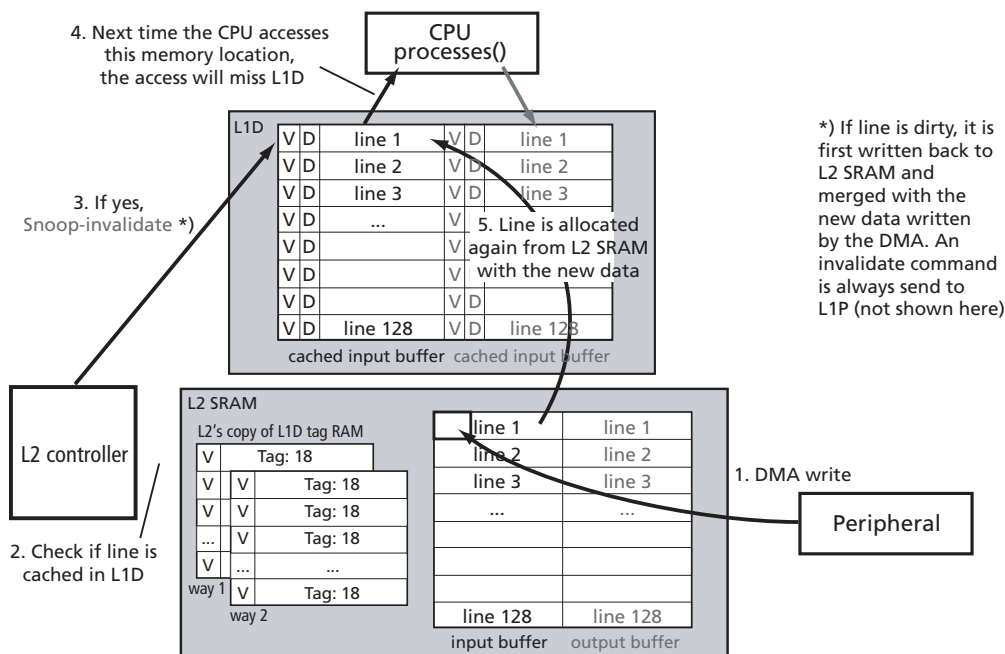 4. Next time the CPU accesses
this memory location,
the access will miss L1D
CPU
processes()
L1D
V D line 1 V D line 1
V D line 2 V D line 2
V D line 3 V D line 3
V D ... V
V D V
V D V
V D V D
V D line 128 V D line 128
cached input buffer cached input buffer
5. Line is allocated
again from L2 SRAM
with the new data
3. If yes,
Snoop-invalidate *)
*) If line is dirty, it is
first written back to
L2 SRAM and
merged with the
new data written
by the DMA. An
invalidate command
is always send to
L1P (not shown here)
L2 controller
2. Check if line is
cached in L1D
L2 SRAM
L2's copy of L1D tag RAM
V Tag: 18
V
V
...
V
way 1
V Tag: 18
V Tag: 18
V Tag: 18
... ...
V Tag: 18
way 2
line 1 line 1
line 2 line 2
line 3 line 3
... ...
line 128 line 128
input buffer output buffer
1. DMA write
Peripheral